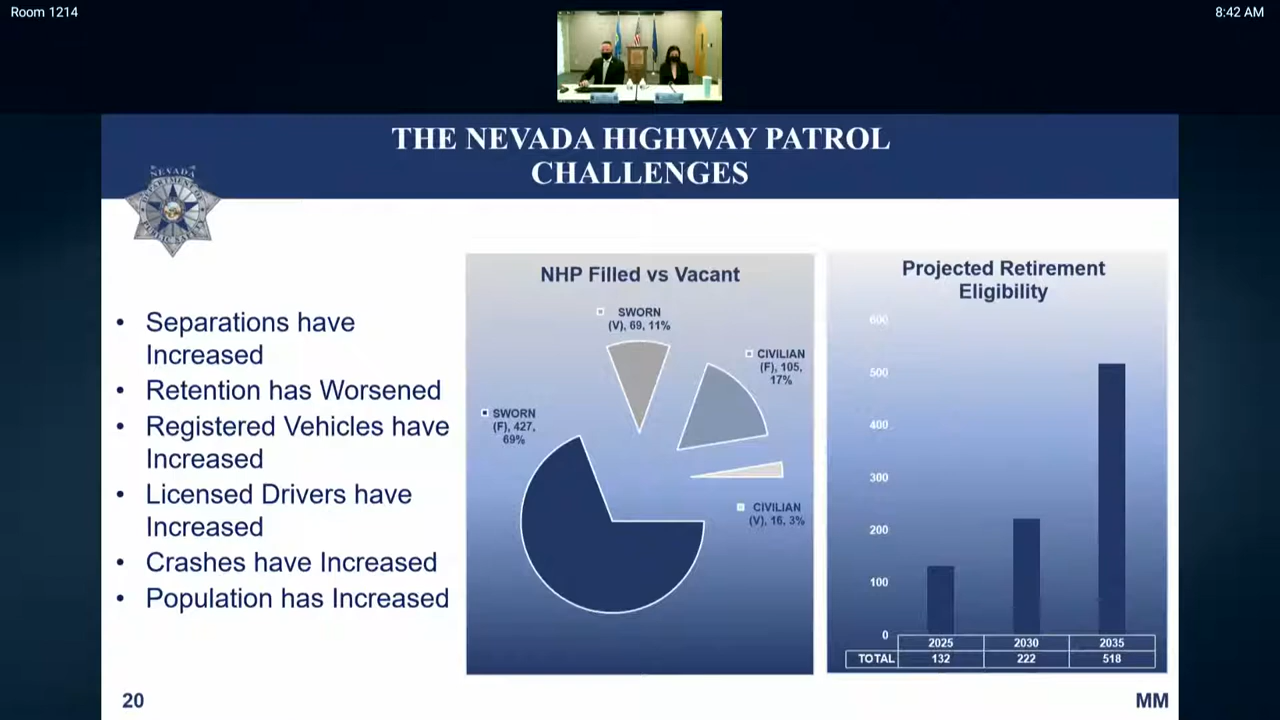 Room 1214
8:42 AM
THE NEVADA HIGHWAY PATROL
CHALLENGES
NEVADA
• Separations have
Increased
• Retention has Worsened
• Registered Vehicles have
Increased
• Licensed Drivers have
Increased
• Crashes have Increased
• Population has Increased
NHP Filled vs Vacant
SWORN
(V), 69, 11%
CIVILIAN
(F), 105,
17%
SWORN
(F), 427,
69%
CIVILIAN
(V), 16, 3%
Projected Retirement
Eligibility
600
500
400
300
200
100
0
2025 2030 2035
TOTAL 132 222 518
20
MM